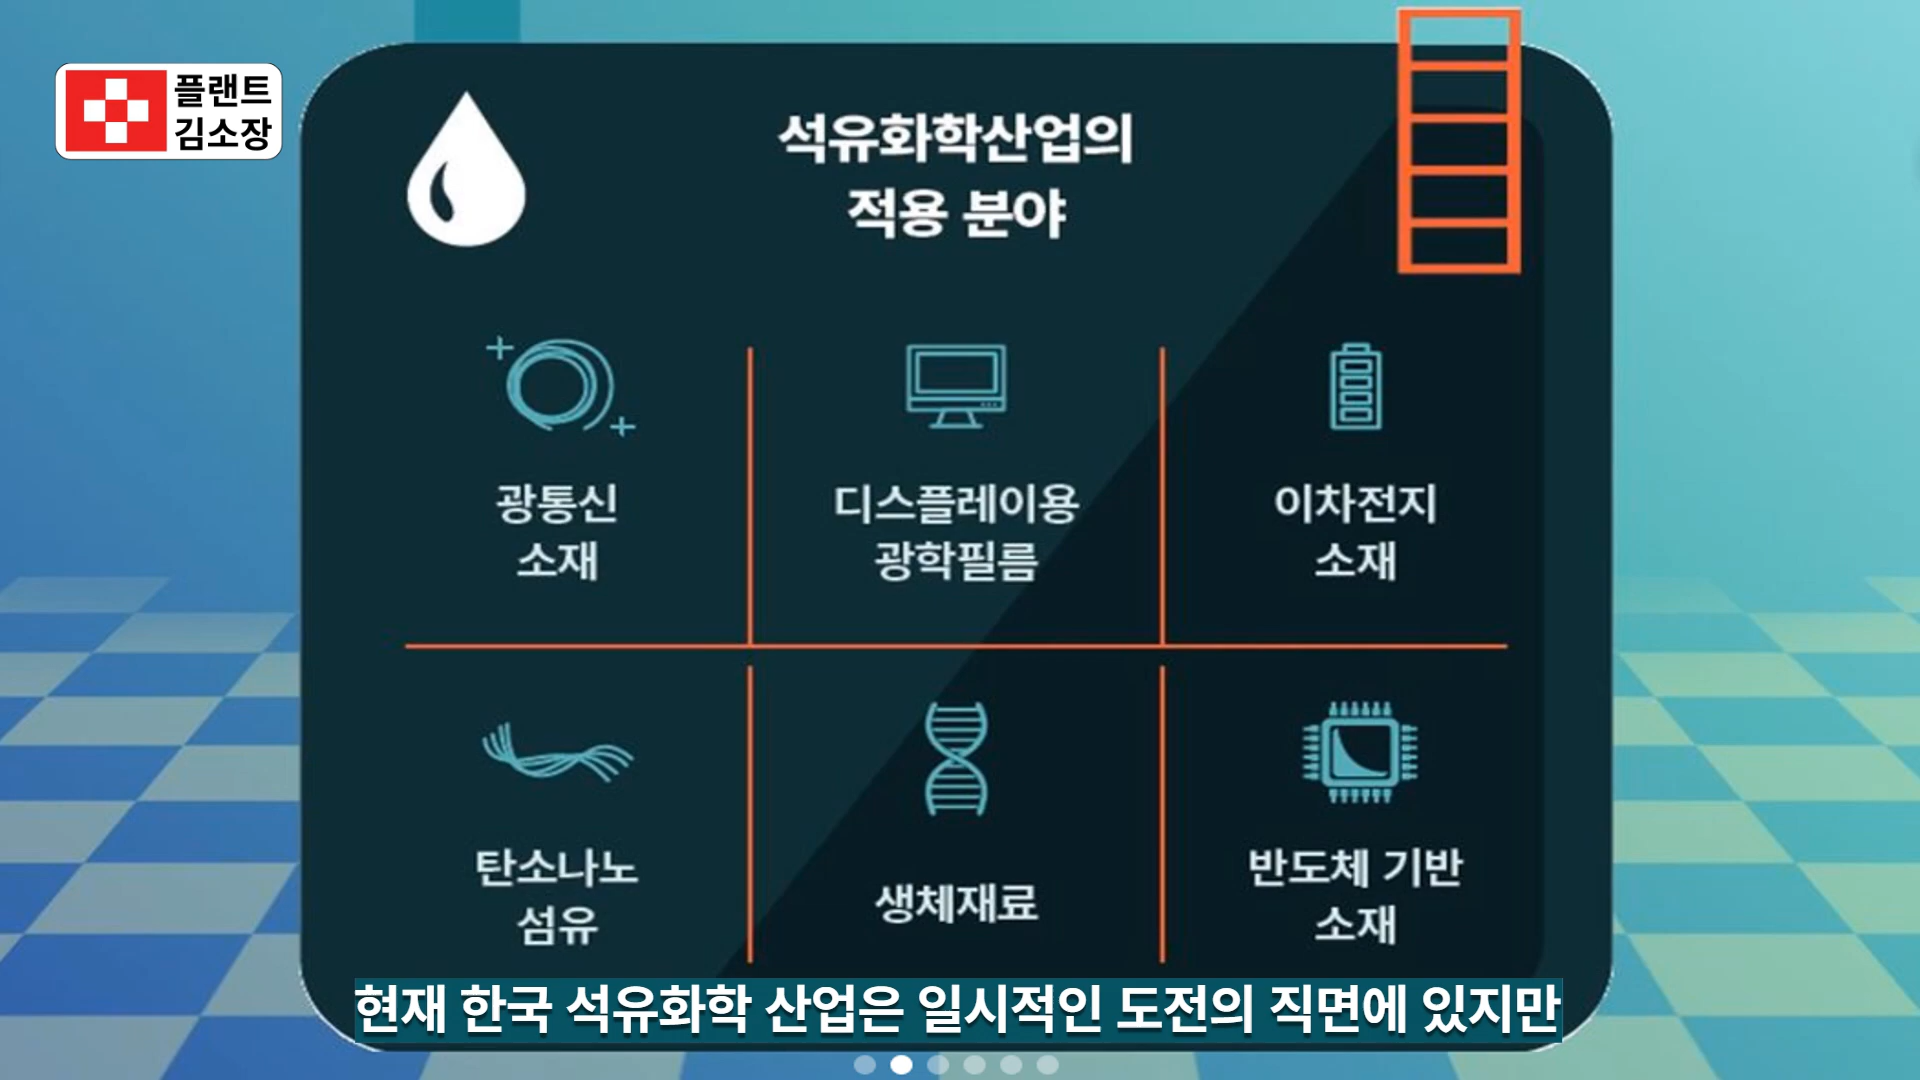 플랜트
김소장
석유화학산업의
적용 분야
광통신
소재
디스플레이용
광학필름
이차전지
소재
탄소나노
섬유
생체재료
반도체 기반
소재
현재 한국 석유화학 산업은 일시적인 도전의 직면에 있지만